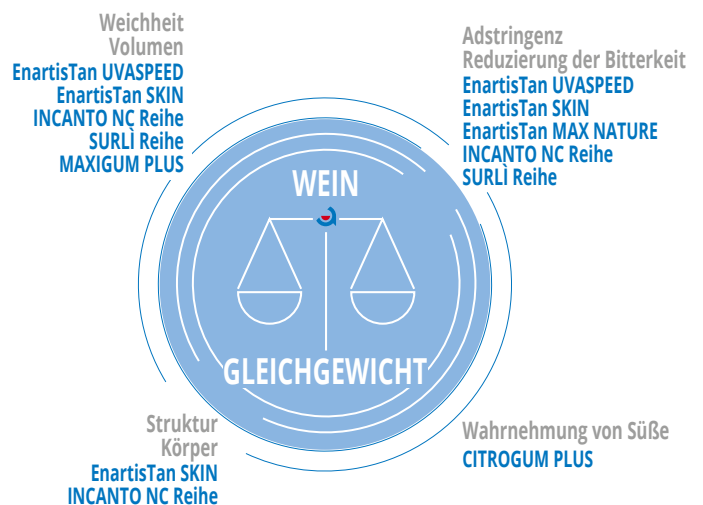 Weichheit
Volumen
EnartisTan UVASPEED
EnartisTan SKIN
INCANTO NC Reihe
SURLÌ Reihe
MAXIGUM PLUS
Adstringenz
Reduzierung der Bitterkeit
EnartisTan UVASPEED
EnartisTan SKIN
EnartisTan MAX NATURE
INCANTO NC Reihe
SURLÌ Reihe
WEIN
GLEICHGEWICHT
Struktur
Körper
EnartisTan SKIN
INCANTO NC Reihe
Wahrnehmung von Süße
CITROGUM PLUS